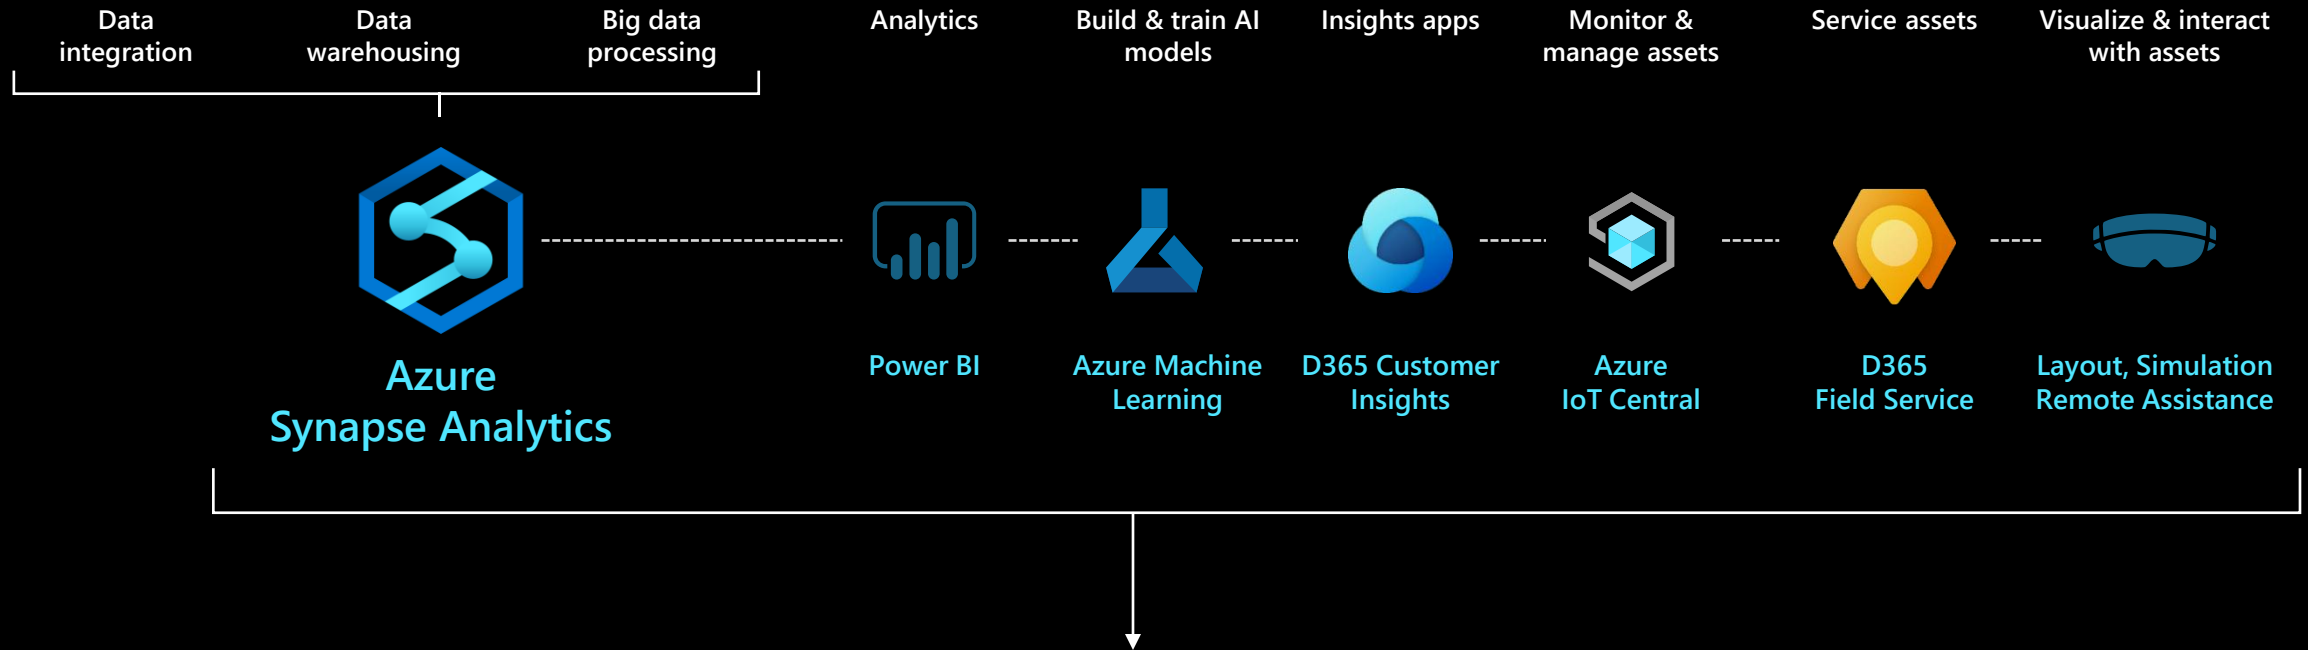 Data
integration
Data
warehousing
Big data
processing
Analytics
Build & train AI
models
Insights apps
Monitor &
manage assets
Service assets
Visualize & interact
with assets
Azure
Synapse Analytics
Power BI
Azure Machine
Learning
D365 Customer
Insights
Azure
IoT Central
D365
Field Service
Layout, Simulation
Remote Assistance